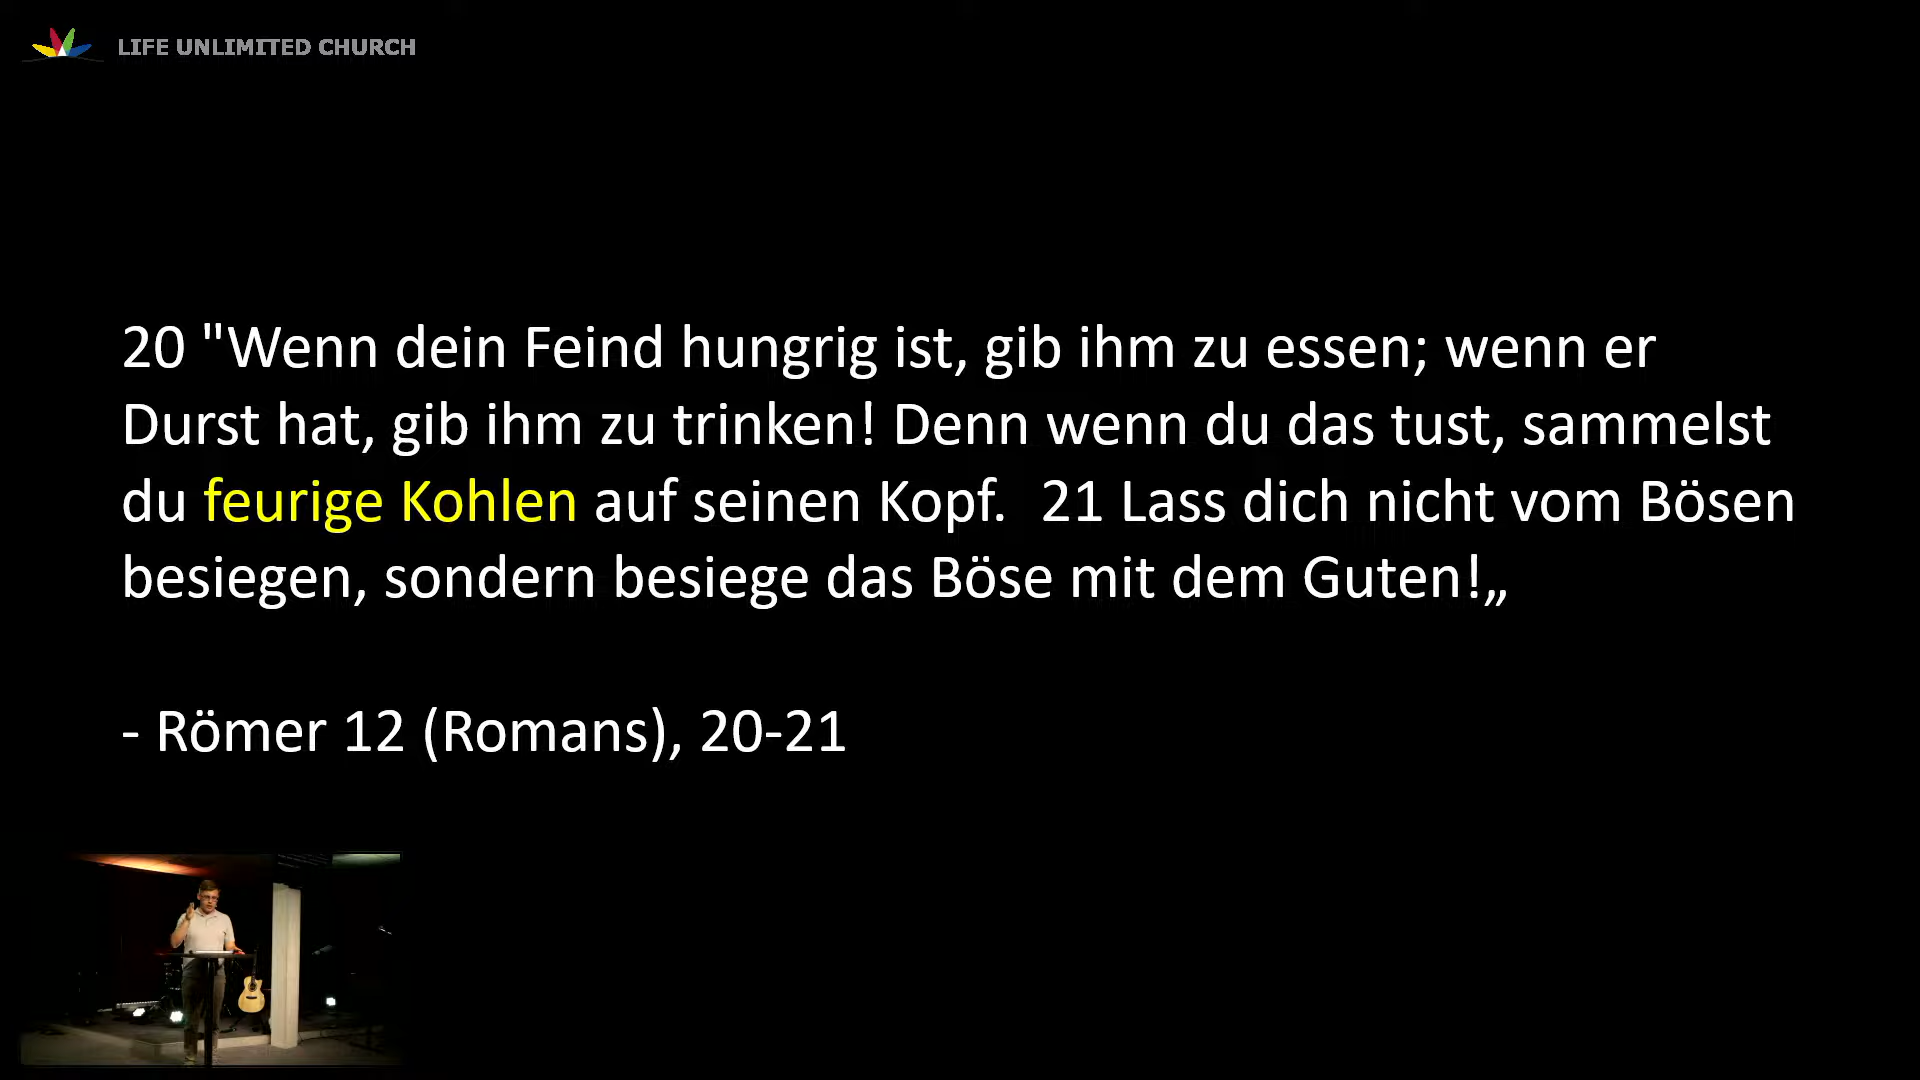 LIFE UNLIMITED CHURCH
20 "Wenn dein Feind hungrig ist, gib ihm zu essen; wenn er
Durst hat, gib ihm zu trinken! Denn wenn du das tust, sammelst
du feurige Kohlen auf seinen Kopf.  21 Lass dich nicht vom Bösen
besiegen, sondern besiege das Böse mit dem Guten!„
- Römer 12 (Romans), 20-21